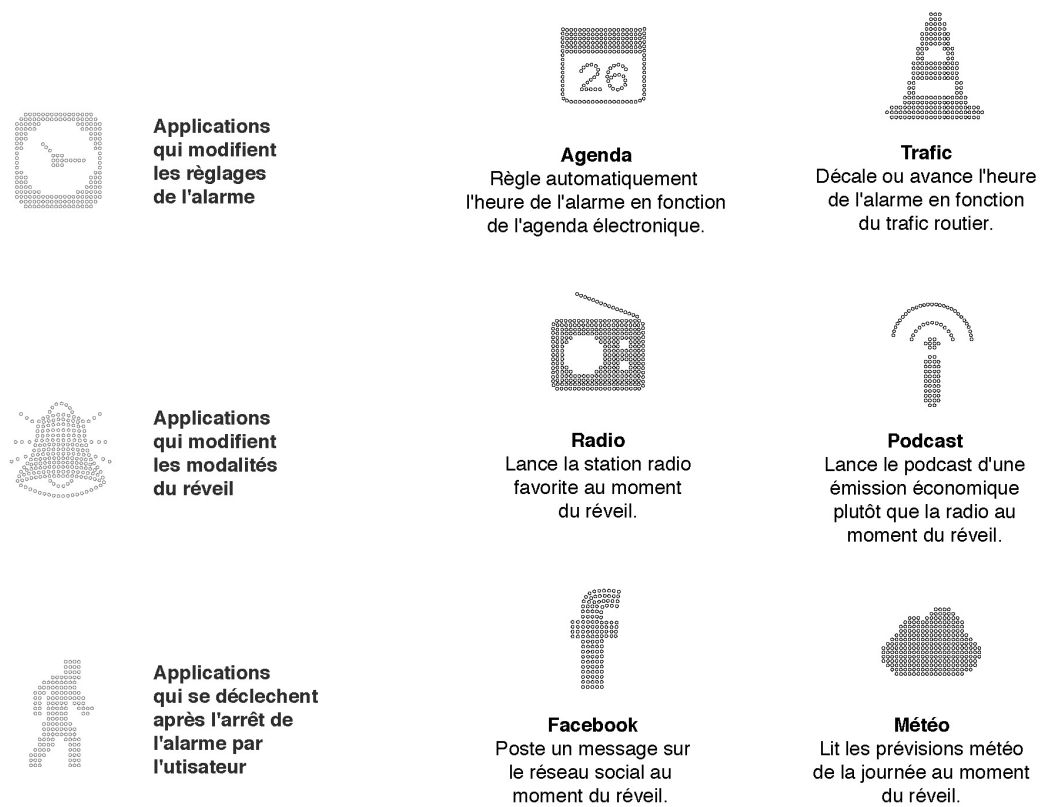 Applications
qui modifient
les règlages
de l'alarme
26
Agenda
Règle automatiquement
l'heure de l'alarme en fonction
de l'agenda électronique.
Trafic
Décale ou avance l'heure
de l'alarme en fonction
du trafic routier.
Applications
qui modifient
les modalités
du réveil
Radio
Lance la station radio
favorite au moment
du réveil.
Podcast
Lance le podcast d'une
émission économique
plutôt que la radio au
moment du réveil.
Applications
qui se déclechent
après l'arrêt de
l'alarme par
l'utisateur
f
Facebook
Poste un message sur
le réseau social au
moment du réveil.
Météo
Lit les prévisions météo
de la journée au moment
du réveil.